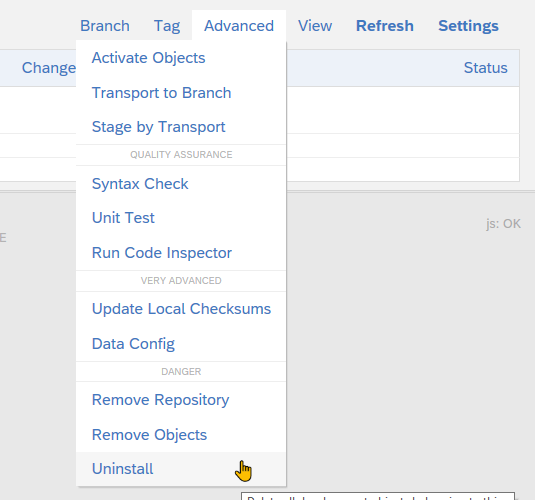 Branch Tag Advanced View Refresh Settings
Change Status
Activate Objects
Transport to Branch
Stage by Transport
QUALITY ASSURANCE
Syntax Check
Unit Test
js: OK
E
Run Code Inspector
VERY ADVANCED
Update Local Checksums
Data Config
DANGER
Remove Repository
Remove Objects
Uninstall